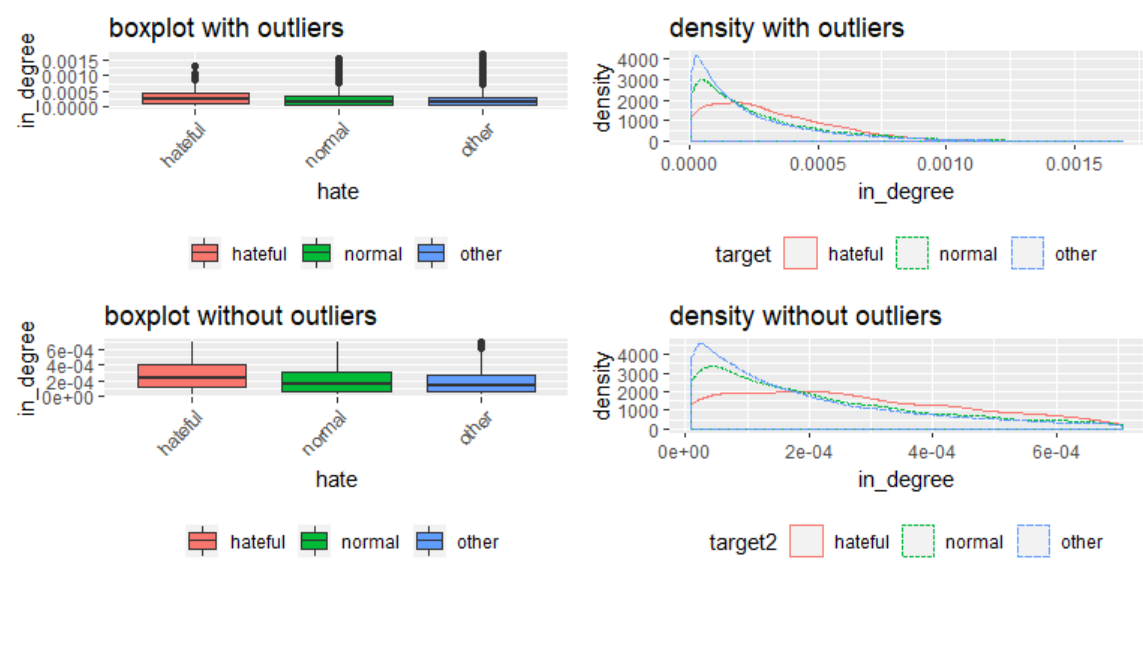 boxplot with outliers
in_degree
0.0015
0.0010
0.0005
0.0000
hateful
normal
other
hate
hateful normal other
density with outliers
density
4000
3000
2000
1000
0
0.0000 0.0005 0.0010 0.0015
in_degree
target hateful normal other
boxplot without outliers
in_degree
6e-04
4e-04
2e-04
0e+00
hateful
normal
other
hate
hateful normal other
density without outliers
density
4000
3000
2000
1000
0
0e+00 2e-04 4e-04 6e-04
in_degree
target2 hateful normal other